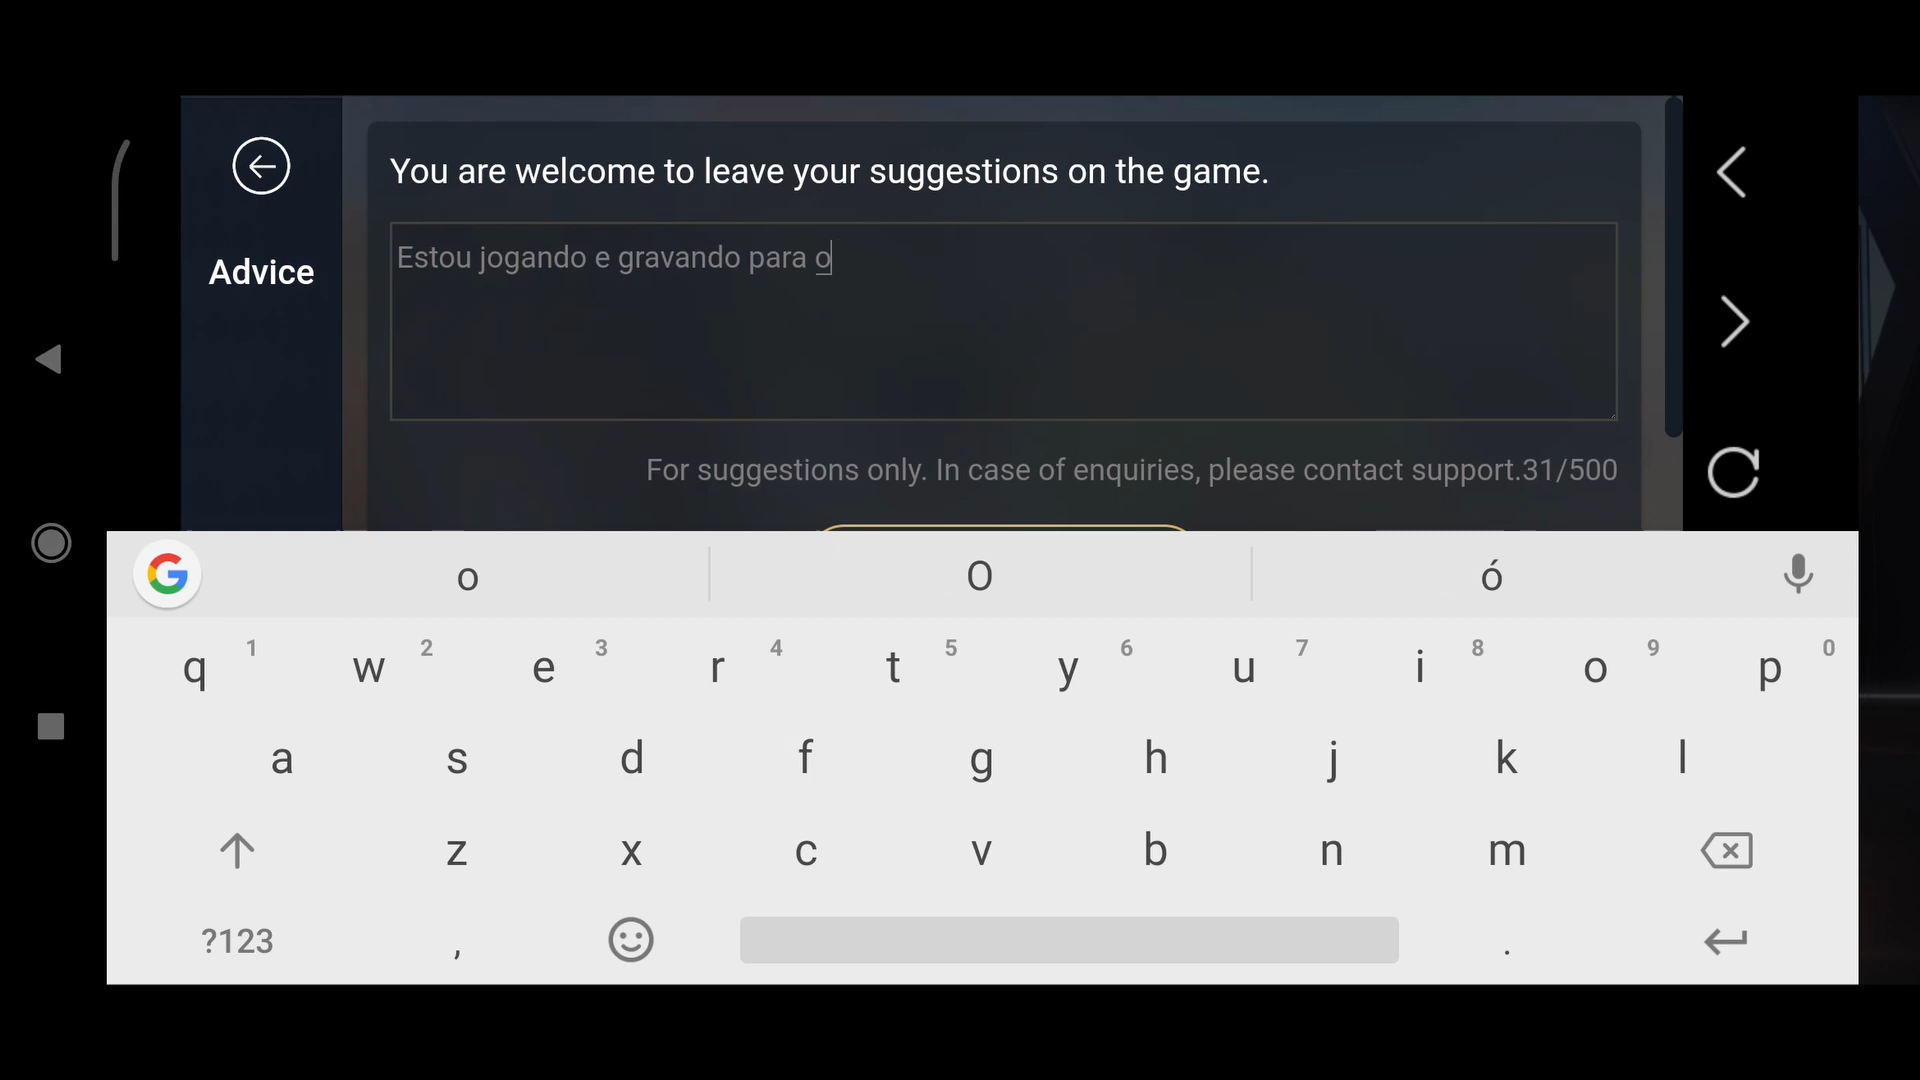 You are welcome to leave your suggestions on the game.
Estou jogando e gravando para o
Advice
For suggestions only. In case of enquiries, please contact support.31/500
o O ó
q 1 w 2 e 3 r 4 t 5 y 6 u 7 i 8 o 9 p 0
a s d f g h j k l
z x c v b n m
?123 , .